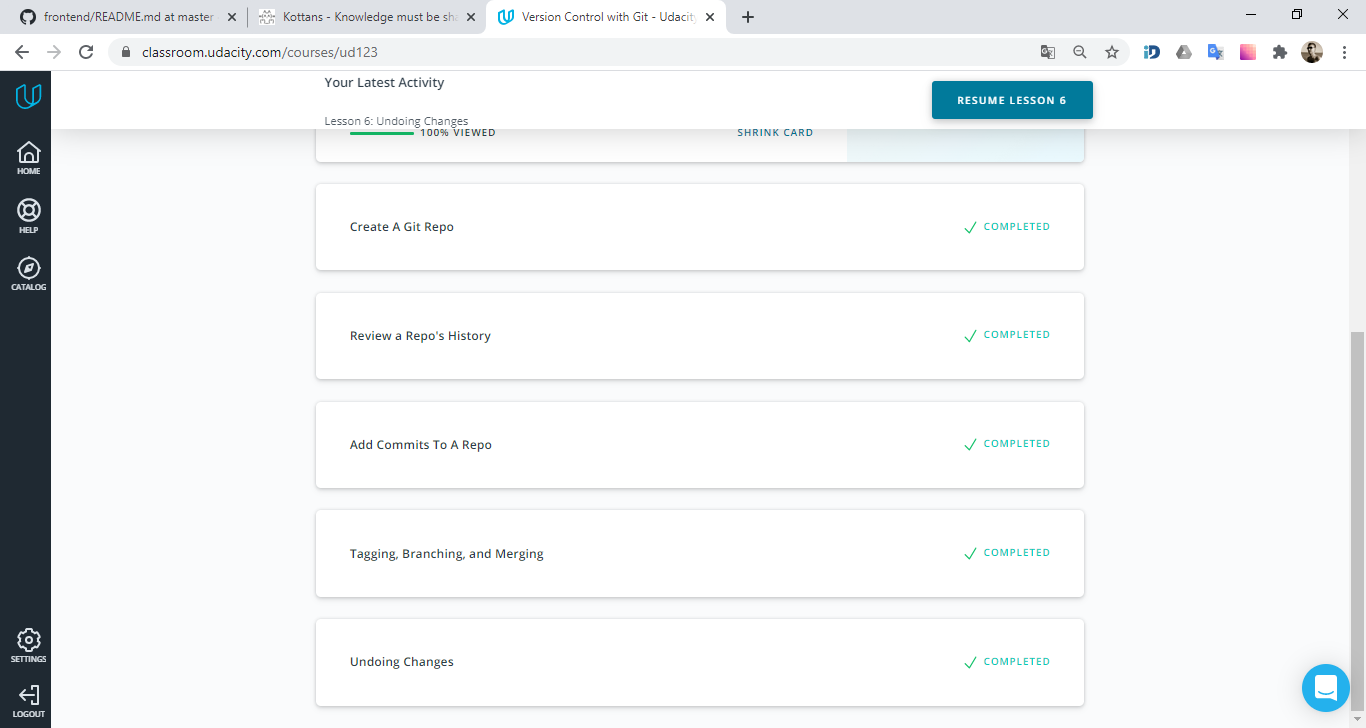 frontend/README.md at master
Kottans - Knowledge must be sha
Version Control with Git - Udacity
classroom.udacity.com/courses/ud123
Your Latest Activity
RESUME LESSON 6
Lesson 6: Undoing Changes
100% VIEWED
SHRINK CARD
HOME
HELP
CATALOG
Create A Git Repo
COMPLETED
Review a Repo's History
COMPLETED
Add Commits To A Repo
COMPLETED
Tagging, Branching, and Merging
COMPLETED
Undoing Changes
COMPLETED
SETTINGS
LOGOUT